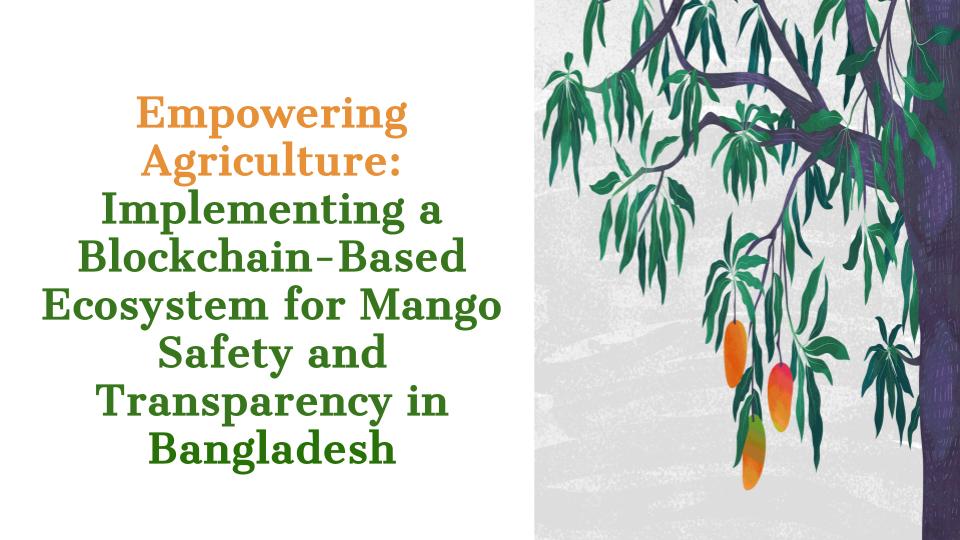 Empowering
Agriculture:
Implementing a
Blockchain-Based
Ecosystem for Mango
Safety and
Transparency in
Bangladesh